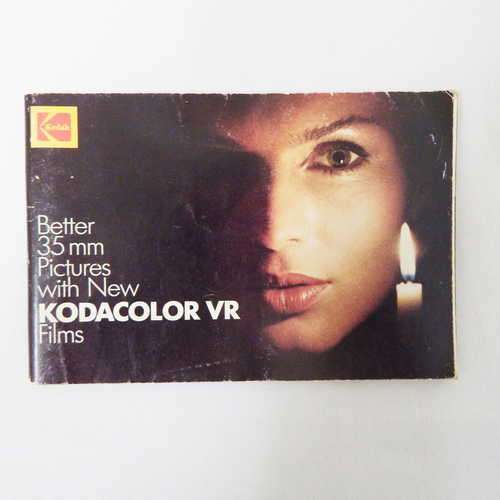 Kodak
Better
35 mm
Pictures
with New
KODACOLOR VR
Films